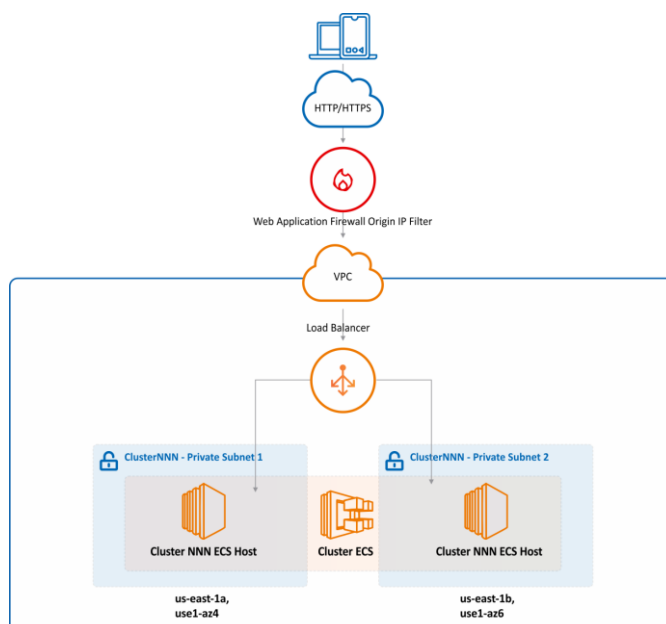 HTTP/HTTPS
Web Application Firewall Origin IP Filter
VPC
Load Balancer
ClusterNNN - Private Subnet 1
ClusterNNN - Private Subnet 2
Cluster NNN ECS Host
Cluster ECS
Cluster NNN ECS Host
us-east-1a,
use1-az4
us-east-1b,
use1-az6